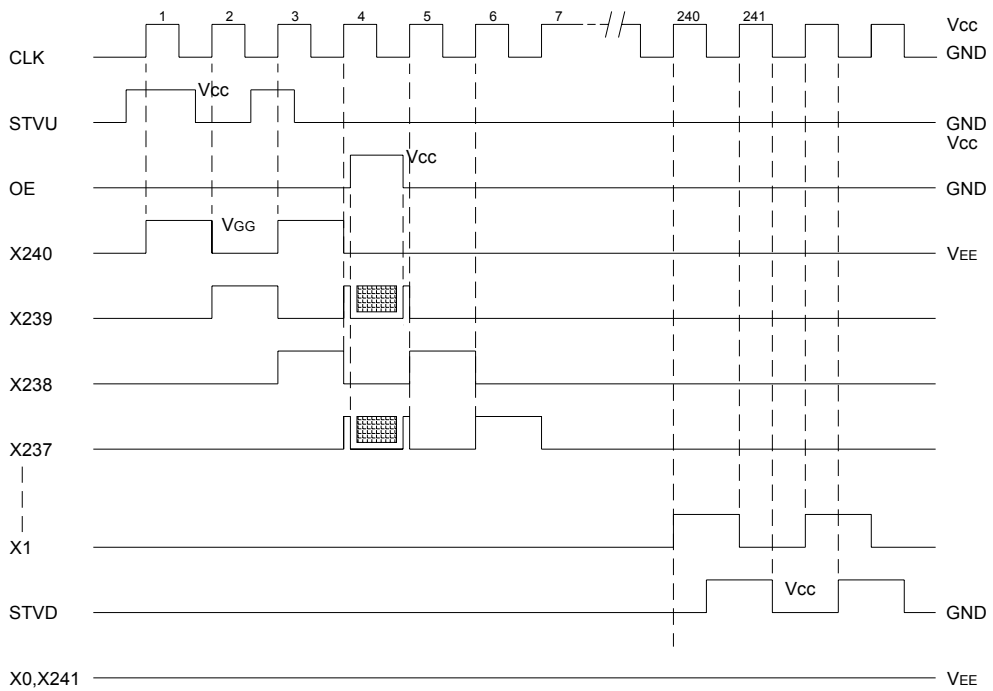 1 2 3 4 5 6 7 240 241 Vcc
CLK GND
Vcc
STVU GND
Vcc
Vcc
OE GND
VGG
X240 VEE
X239
X238
X237
X1
Vcc
STVD GND
X0,X241 VEE